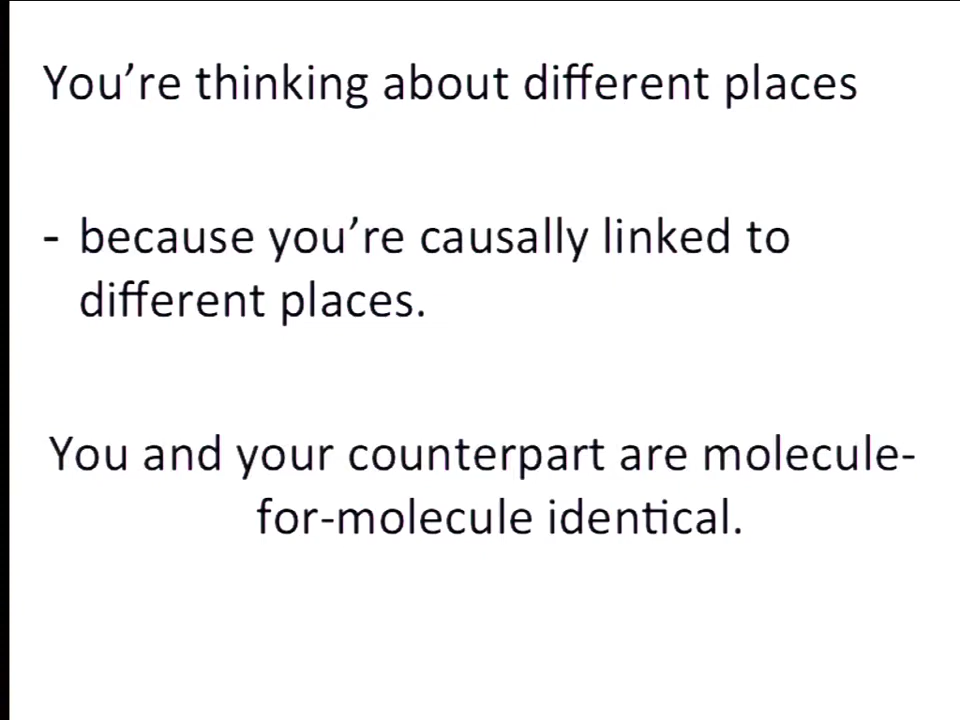 You're thinking about different places
- because you're causally linked to
different places.
You and your counterpart are molecule-
for-molecule identical.